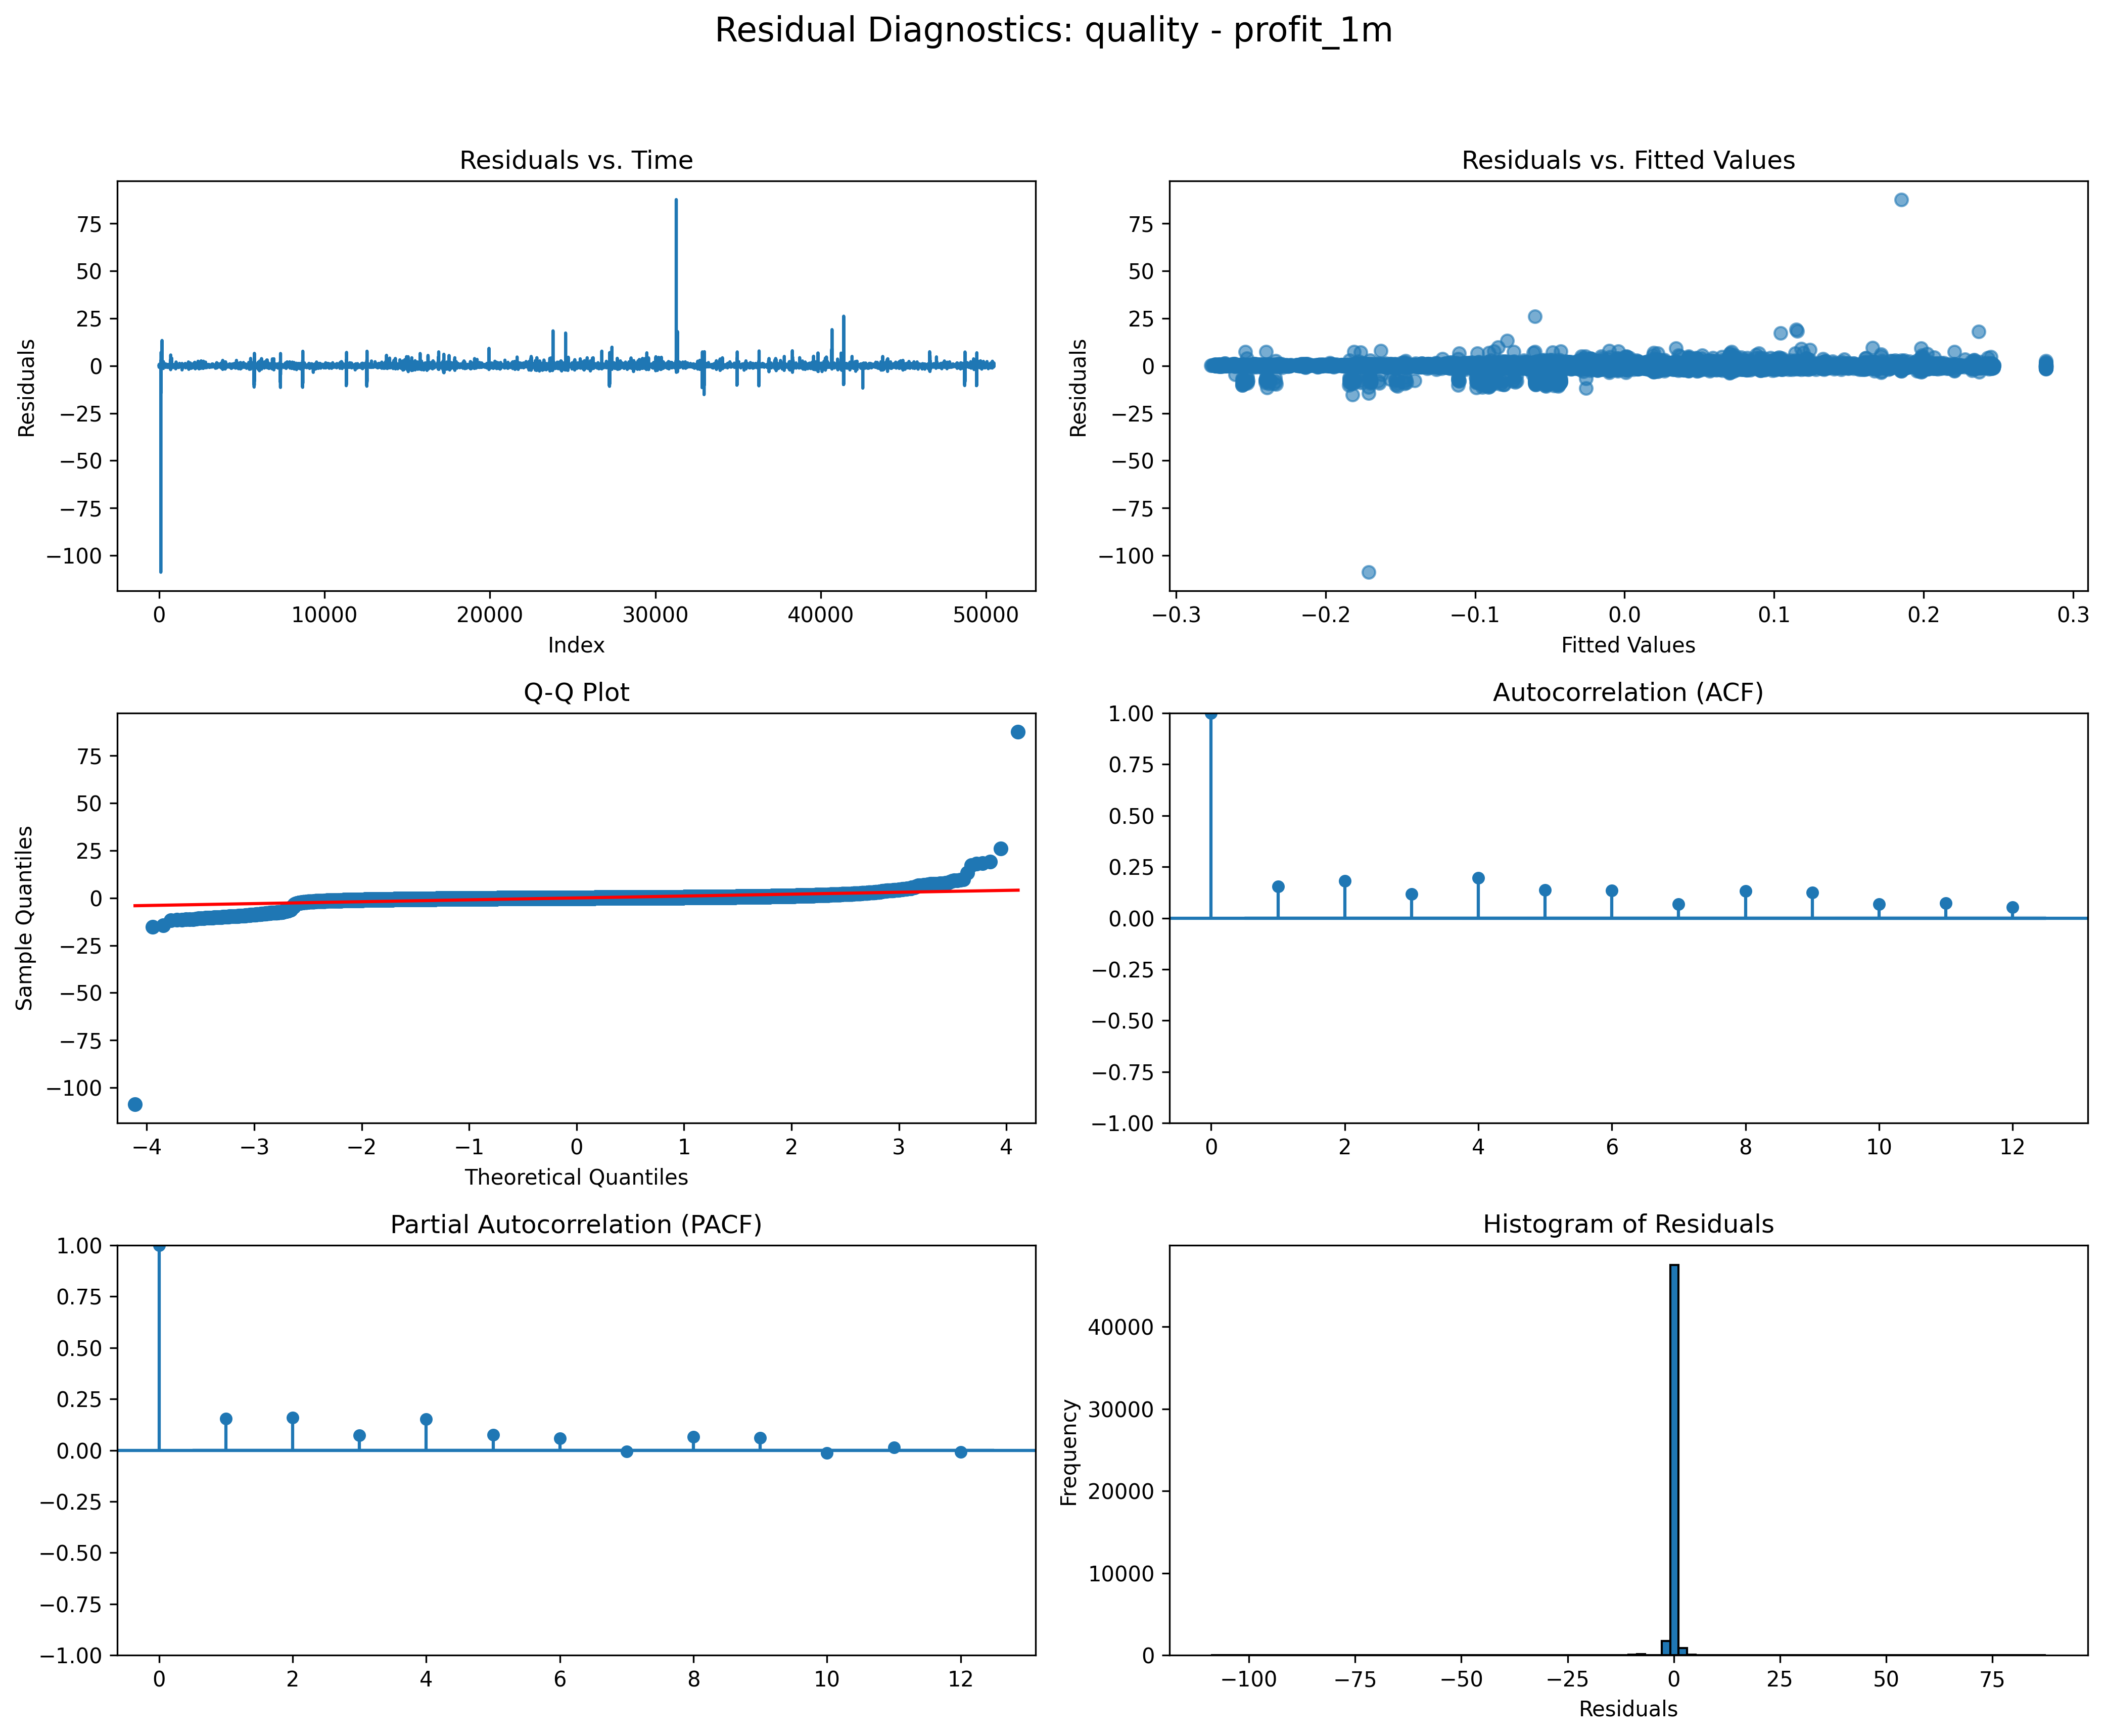 Residual Diagnostics: quality - profit_1m
Residuals vs. Time
Residuals
75
50
25
0
−25
−50
−75
−100
0 10000 20000 30000 40000 50000
Index
Residuals vs. Fitted Values
Residuals
75
50
25
0
−25
−50
−75
−100
−0.3 −0.2 −0.1 0.0 0.1 0.2 0.3
Fitted Values
Q-Q Plot
Sample Quantiles
75
50
25
0
−25
−50
−75
−100
−4 −3 −2 −1 0 1 2 3 4
Theoretical Quantiles
Autocorrelation (ACF)
1.00
0.75
0.50
0.25
0.00
−0.25
−0.50
−0.75
−1.00
0 2 4 6 8 10 12
Partial Autocorrelation (PACF)
1.00
0.75
0.50
0.25
0.00
−0.25
−0.50
−0.75
−1.00
0 2 4 6 8 10 12
Histogram of Residuals
Frequency
40000
30000
20000
10000
0
−100 −75 −50 −25 0 25 50 75
Residuals